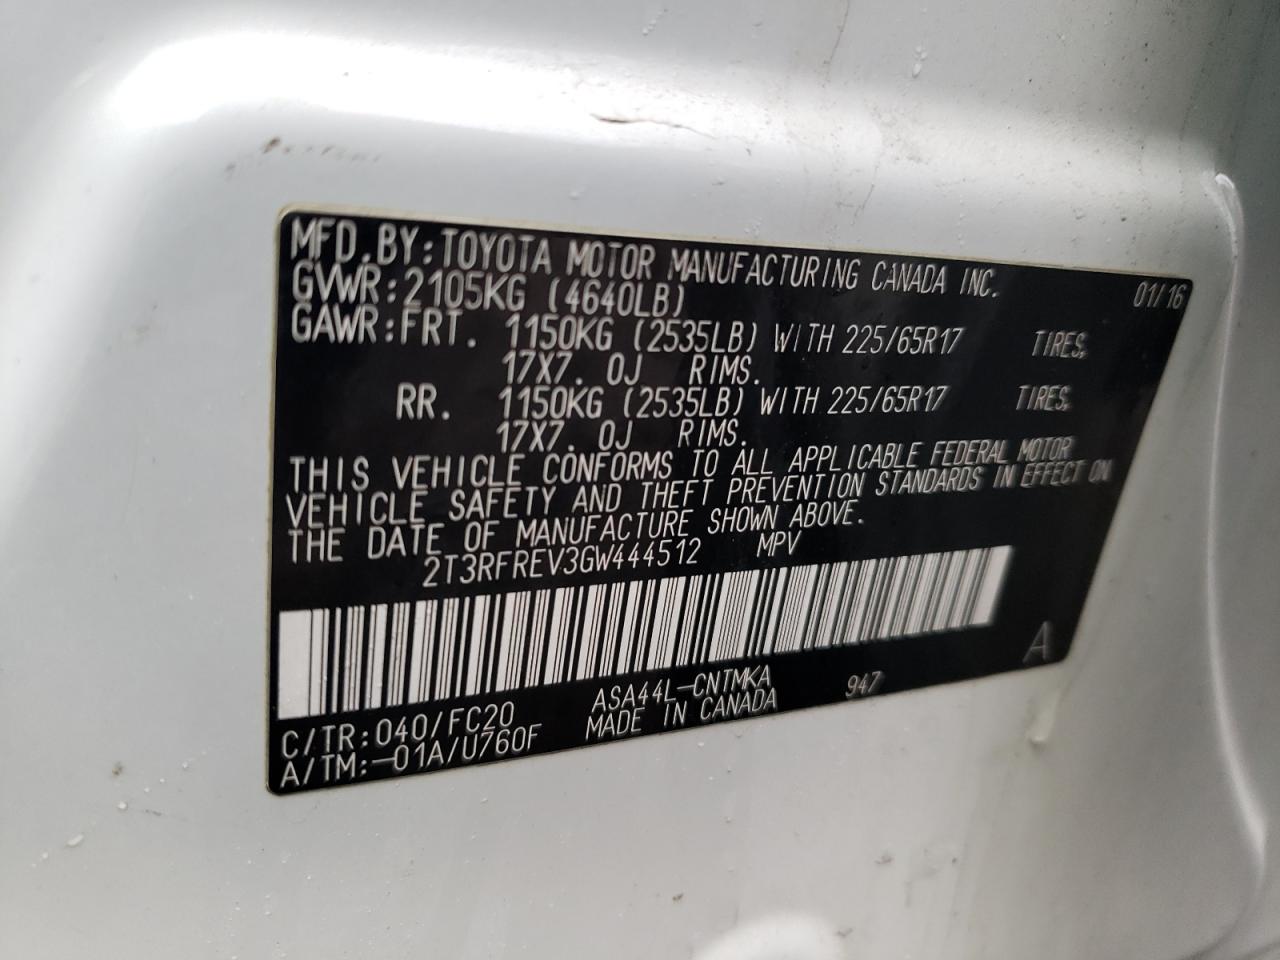 MFD.BY:TOYOTA MOTOR MANUFACTURING CANADA INC. 01/16
GVWR:2105KG (4640LB)
GAWR:FRT. 1150KG (2535LB) WITH 225/65R17 TIRES,
17X7.0J RIMS.
RR. 1150KG (2535LB) WITH 225/65R17 TIRES,
17X7.0J RIMS.
THIS VEHICLE CONFORMS TO ALL APPLICABLE FEDERAL MOTOR
VEHICLE SAFETY AND THEFT PREVENTION STANDARDS IN EFFECT ON
THE DATE OF MANUFACTURE SHOWN ABOVE.
2T3RFREV3GW444512 MPV
A
C/TR:040/FC20 ASA44L-CNTMKA 947
A/TM:-01A/U760F MADE IN CANADA